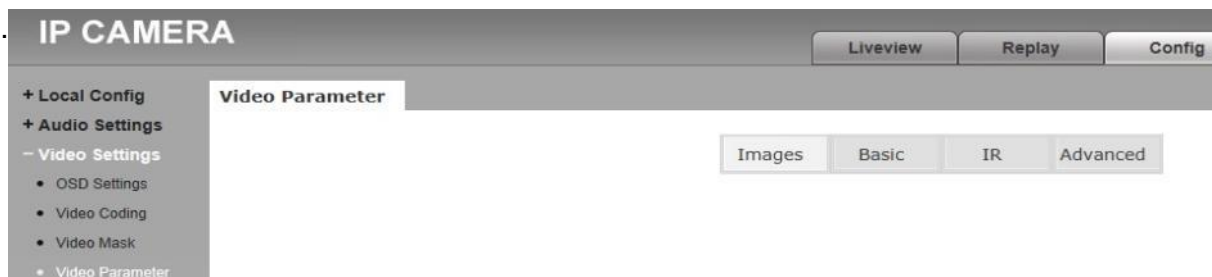 IP CAMERA
Liveview Replay Config
+ Local Config
Video Parameter
+ Audio Settings
− Video Settings
Images Basic IR Advanced
• OSD Settings
• Video Coding
• Video Mask
• Video Parameter